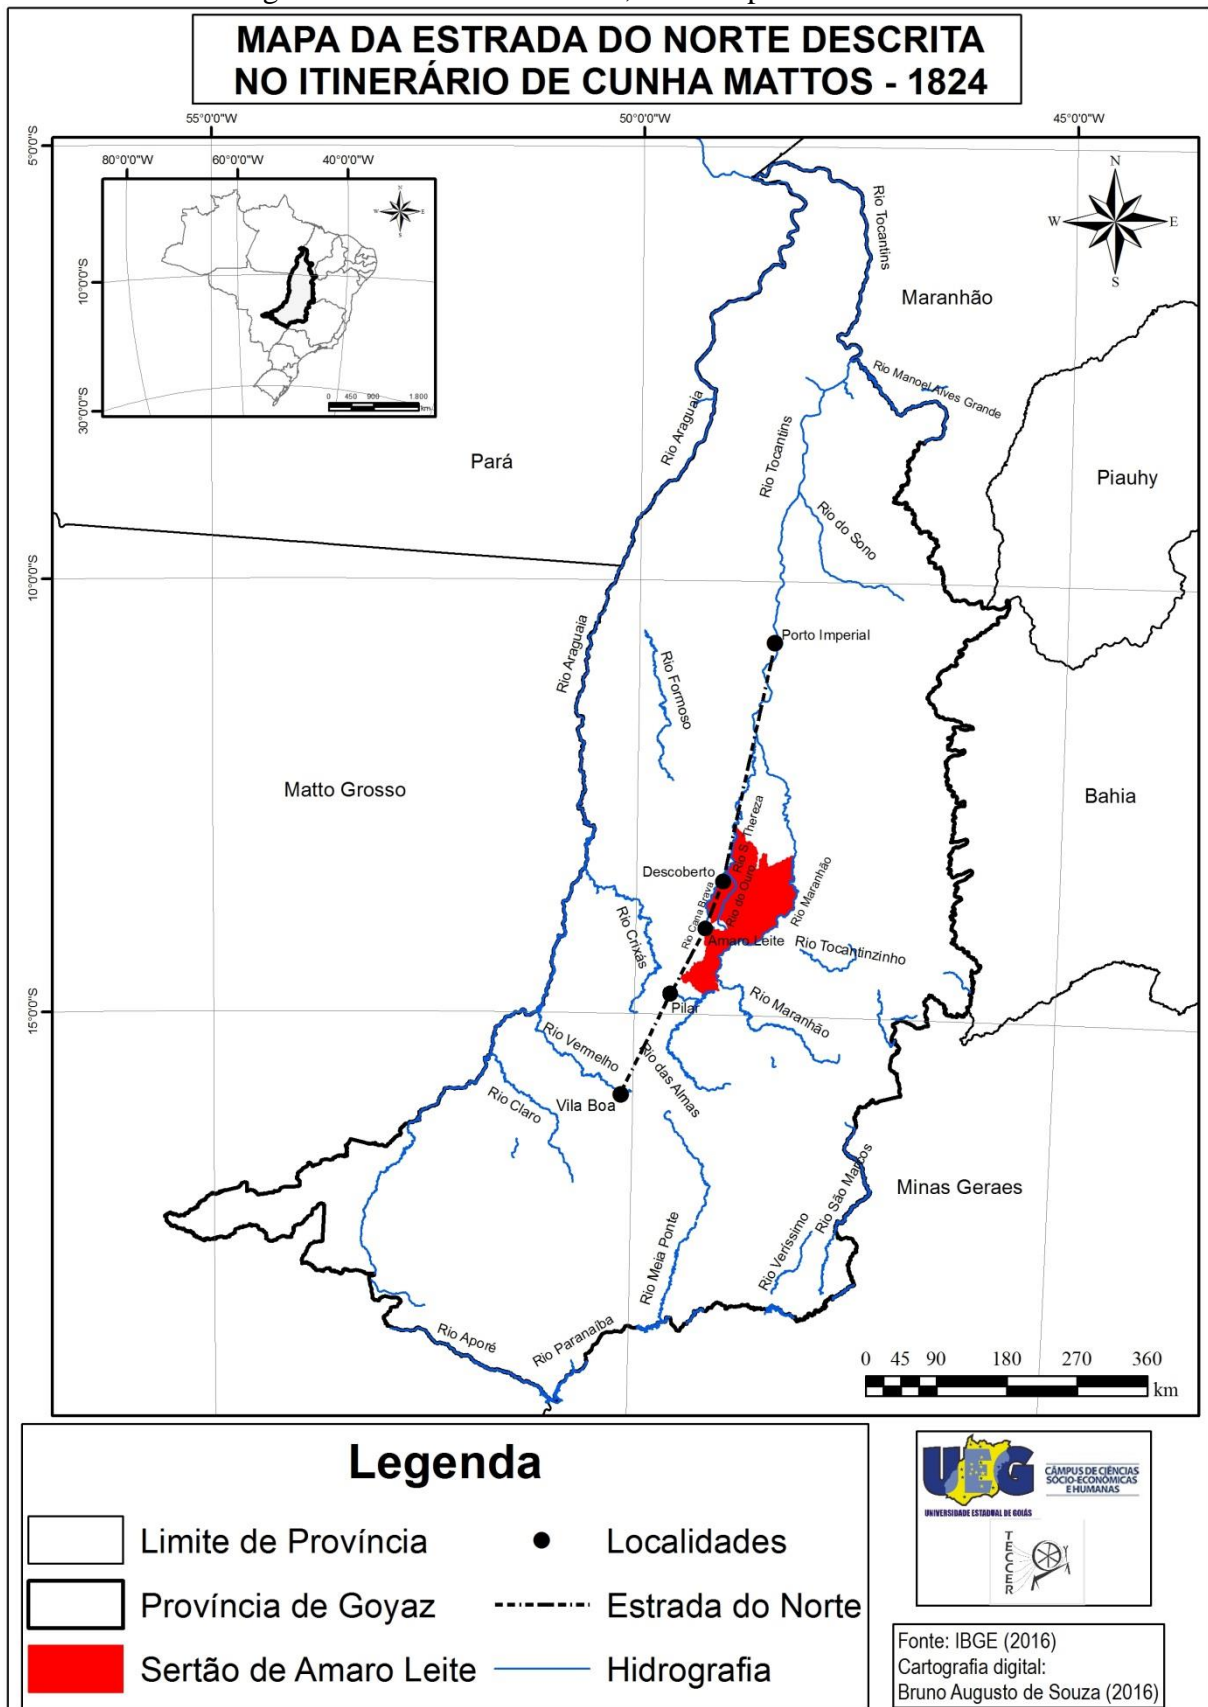 MAPA DA ESTRADA DO NORTE DESCRITA
NO ITINERÁRIO DE CUNHA MATTOS - 1824
55°0'0"W
50°0'0"W
45°0'0"W
5°0'0"S
10°0'0"S
15°0'0"S
80°0'0"W
60°0'0"W
40°0'0"W
10°0'0"S
30°0'0"S
N
W
E
S
0 450 900 1.800
km
N
W
E
S
Rio Tocantins
Maranhão
Rio Manoel Alves Grande
Rio Araguaia
Rio Tocantins
Pará
Piauhy
Rio do Sono
Porto Imperial
Rio Araguaia
Rio Formoso
Matto Grosso
Bahia
Rio S. Thereza
Descoberto
Rio do Ouro
Rio Cana Brava
Rio Maranhão
Amaro Leite
Rio Crixás
Rio Tocantinzinho
Pilar
Rio Maranhão
Rio Vermelho
Rio das Almas
Rio Claro
Vila Boa
Minas Geraes
Rio São Marcos
Rio Veríssimo
Rio Meia Ponte
Rio Aporé
Rio Paranaíba
0 45 90 180 270 360
km
Legenda
Limite de Província
Localidades
Província de Goyaz
Estrada do Norte
Sertão de Amaro Leite
Hidrografia
UEG
UNIVERSIDADE ESTADUAL DE GOIÁS
CÂMPUS DE CIÊNCIAS
SÓCIO-ECONÔMICAS
E HUMANAS
TECCER
Fonte: IBGE (2016)
Cartografia digital:
Bruno Augusto de Souza (2016)